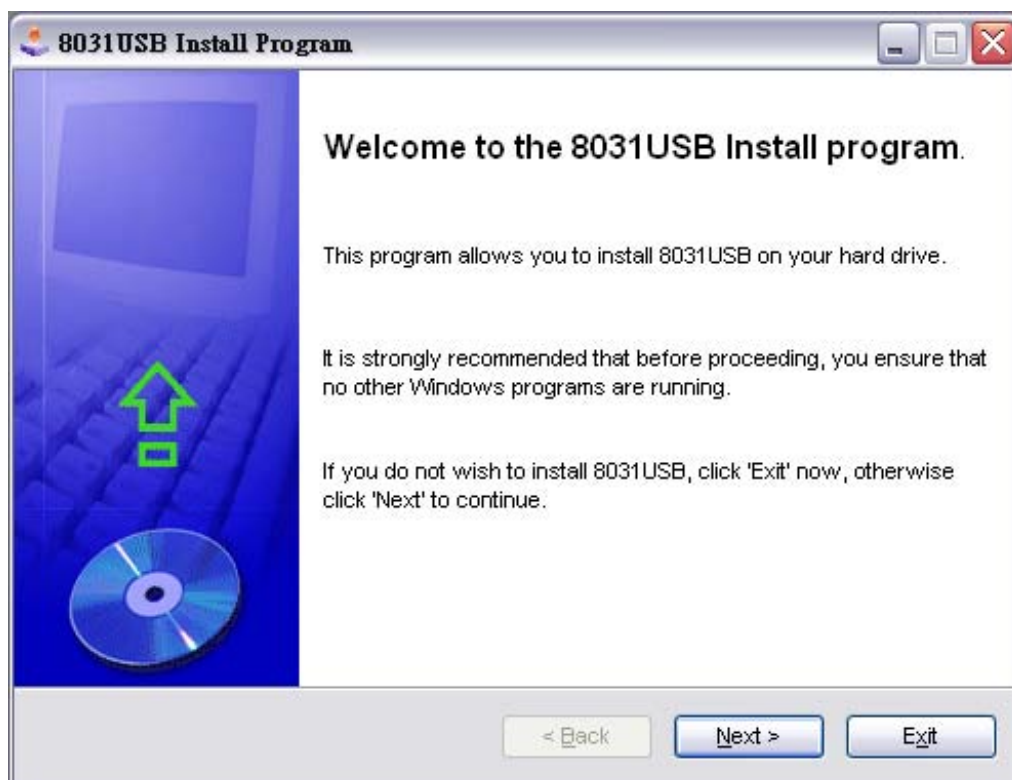 8031USB Install Program
Welcome to the 8031USB Install program.
This program allows you to install 8031USB on your hard drive.
It is strongly recommended that before proceeding, you ensure that
no other Windows programs are running.
If you do not wish to install 8031USB, click 'Exit' now, otherwise
click 'Next' to continue.
< Back Next > Exit